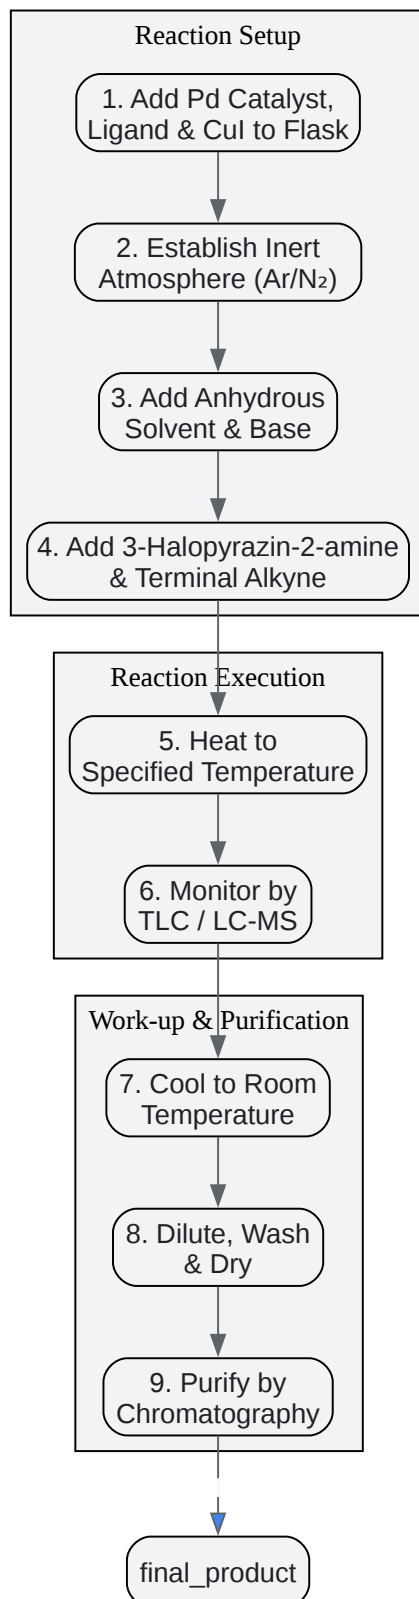 Reaction Setup
1. Add Pd Catalyst,
Ligand & CuI to Flask
2. Establish Inert
Atmosphere (Ar/N₂)
3. Add Anhydrous
Solvent & Base
4. Add 3-Halopyrazin-2-amine
& Terminal Alkyne
Reaction Execution
5. Heat to
Specified Temperature
6. Monitor by
TLC / LC-MS
Work-up & Purification
7. Cool to Room
Temperature
8. Dilute, Wash
& Dry
9. Purify by
Chromatography
final_product